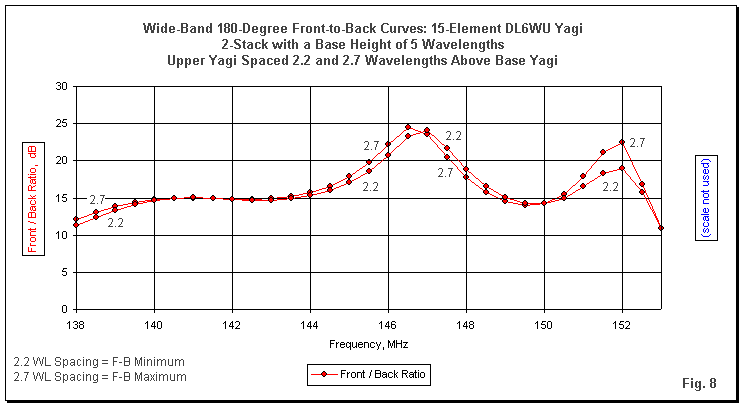 Wide-Band 180-Degree Front-to-Back Curves: 15-Element DL6WU Yagi
2-Stack with a Base Height of 5 Wavelengths
Upper Yagi Spaced 2.2 and 2.7 Wavelengths Above Base Yagi
30
25
20
15
10
5
0
Front / Back Ratio, dB
2.7
2.2
2.7
2.2
2.2
2.7
2.7
2.2
(scale not used)
138 140 142 144 146 148 150 152
Frequency, MHz
2.2 WL Spacing = F-B Minimum
2.7 WL Spacing = F-B Maximum
Front / Back Ratio
Fig. 8